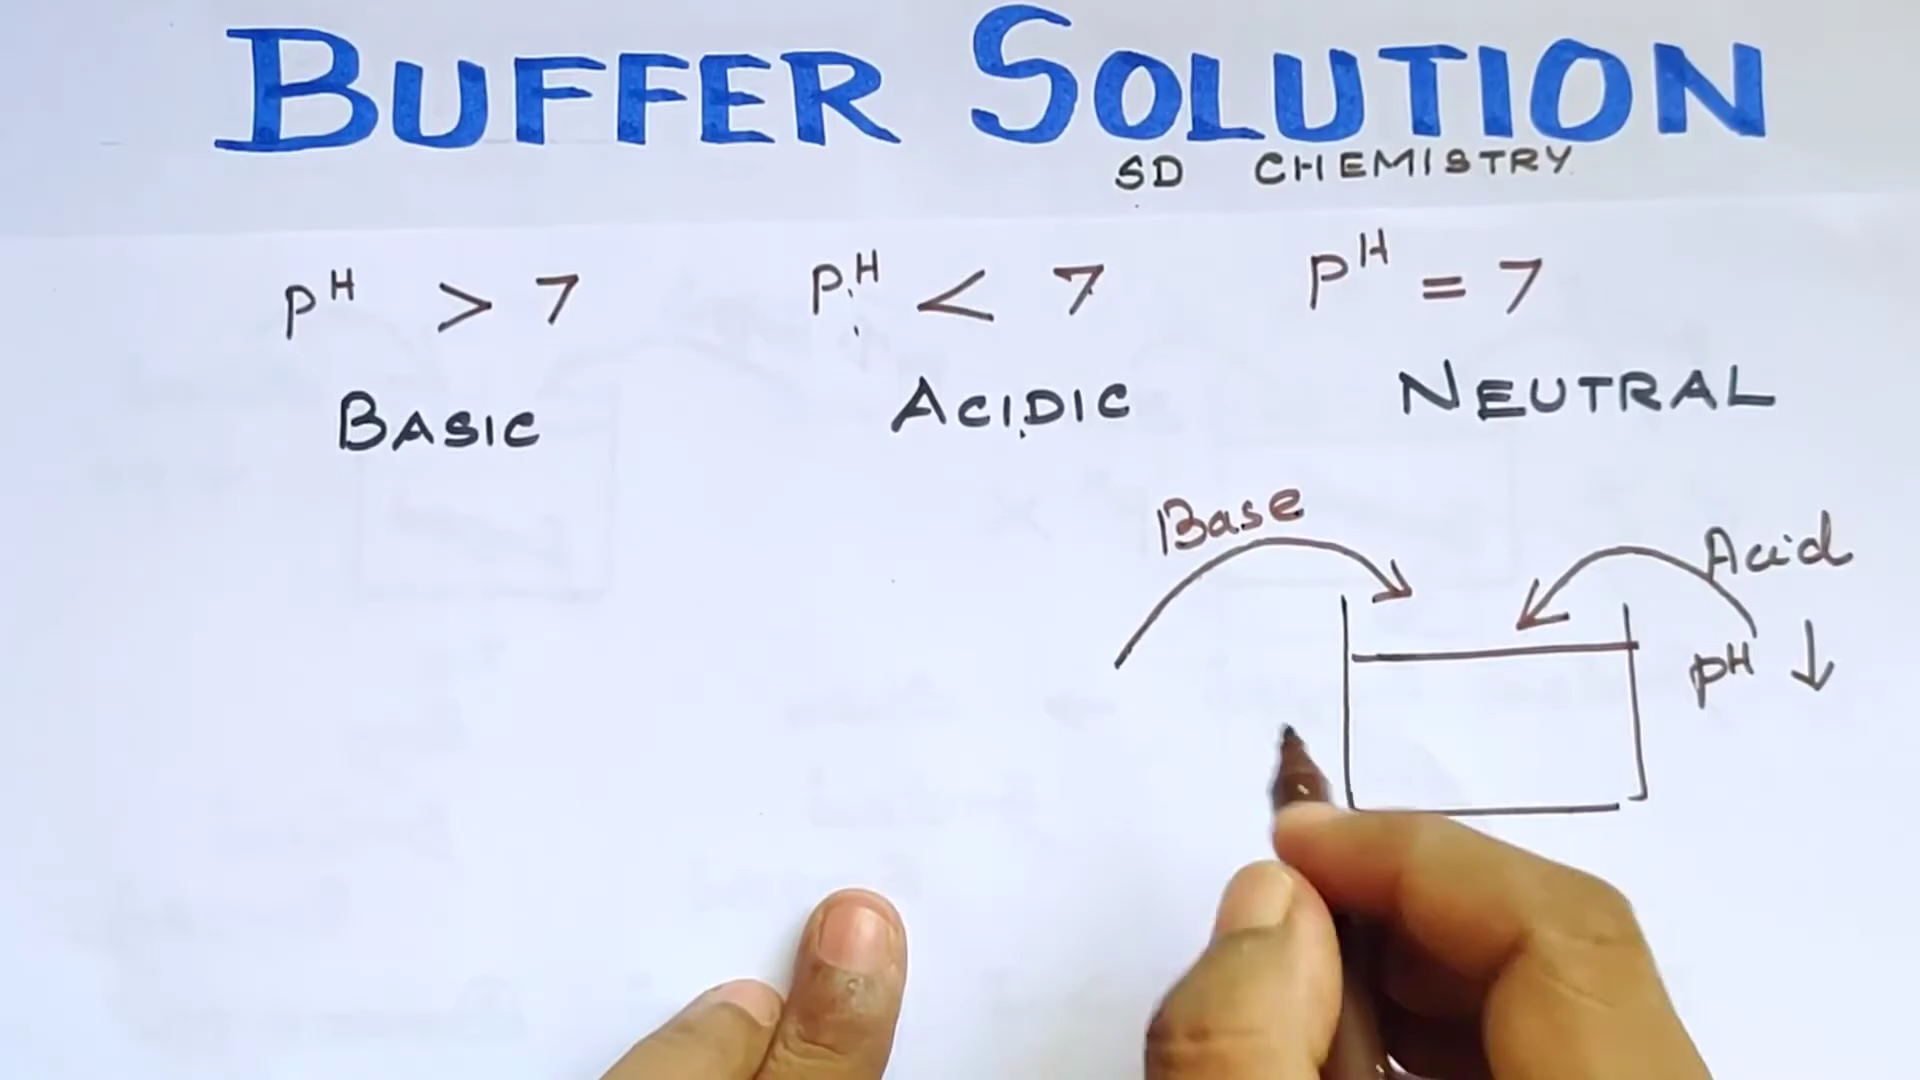 BUFFER SOLUTION
SD CHEMISTRY
pH > 7
pH < 7
pH = 7
BASIC
ACIDIC
NEUTRAL
Base
Acid
pH ↓